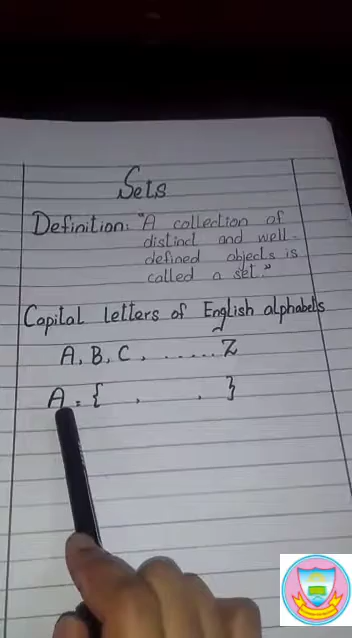 Sets
Definition: "A collection of
distinct and well-
defined objects is
called a set."
Capital letters of English alphabets
A, B, C, ...... Z
A = { , , }